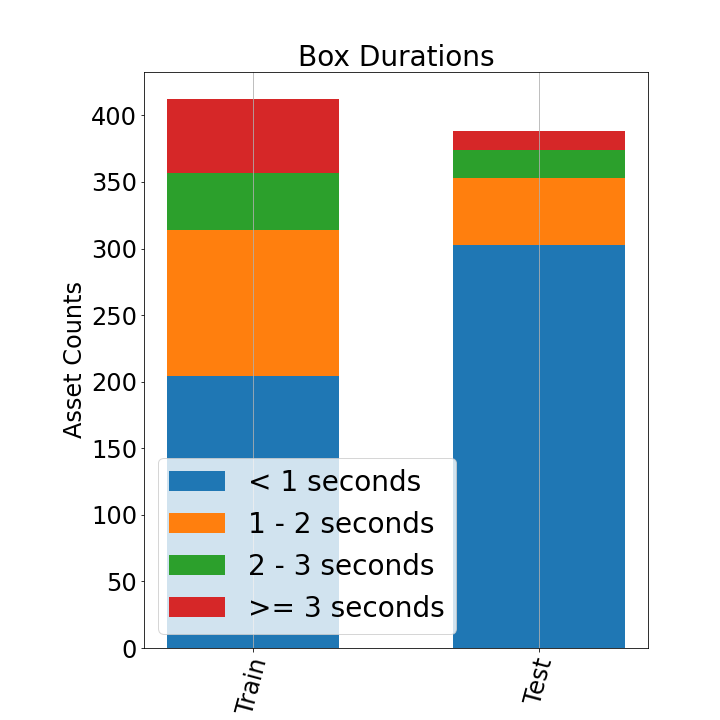 Box Durations
400
350
300
250
200
150
100
50
0
Asset Counts
< 1 seconds
1 - 2 seconds
2 - 3 seconds
>= 3 seconds
Train
Test